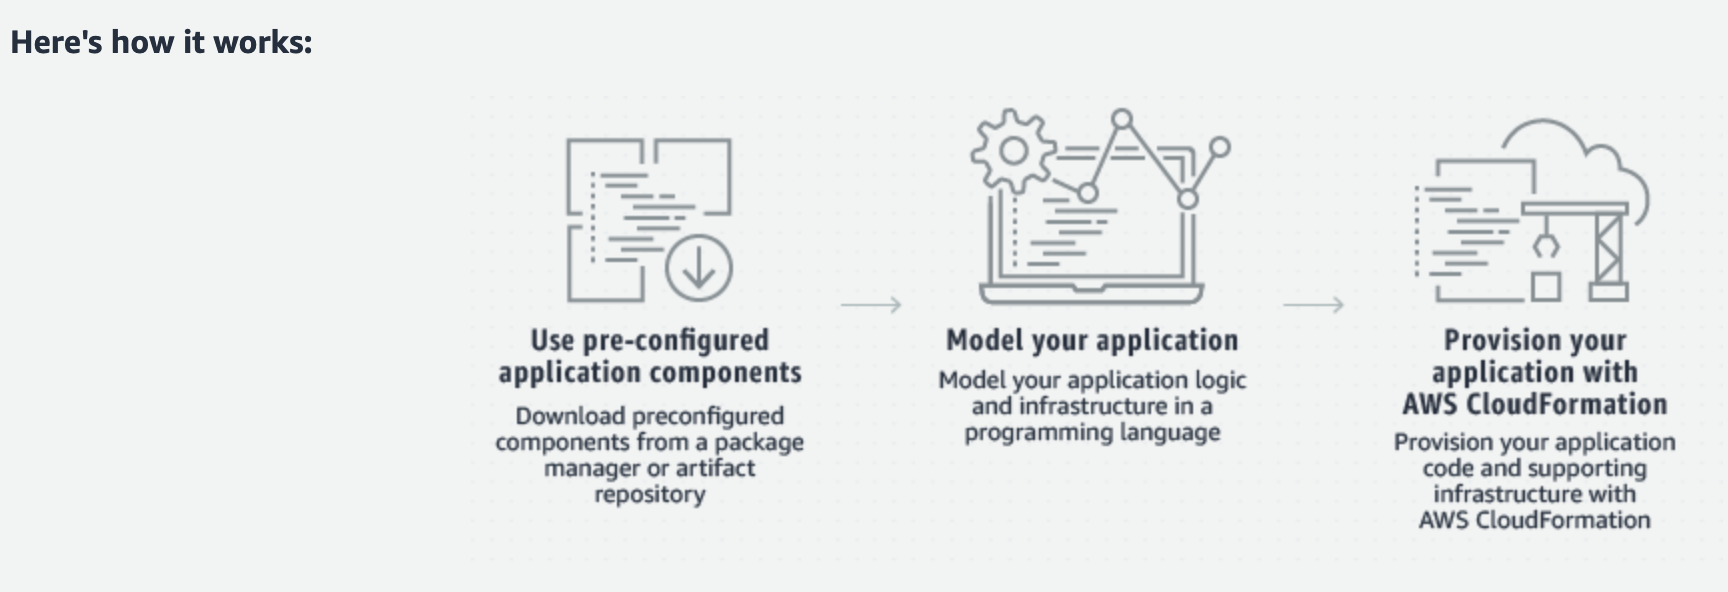 Here's how it works:
Use pre-configured
application components
Download preconfigured
components from a package
manager or artifact
repository
Model your application
Model your application logic
and infrastructure in a
programming language
Provision your
application with
AWS CloudFormation
Provision your application
code and supporting
infrastructure with
AWS CloudFormation